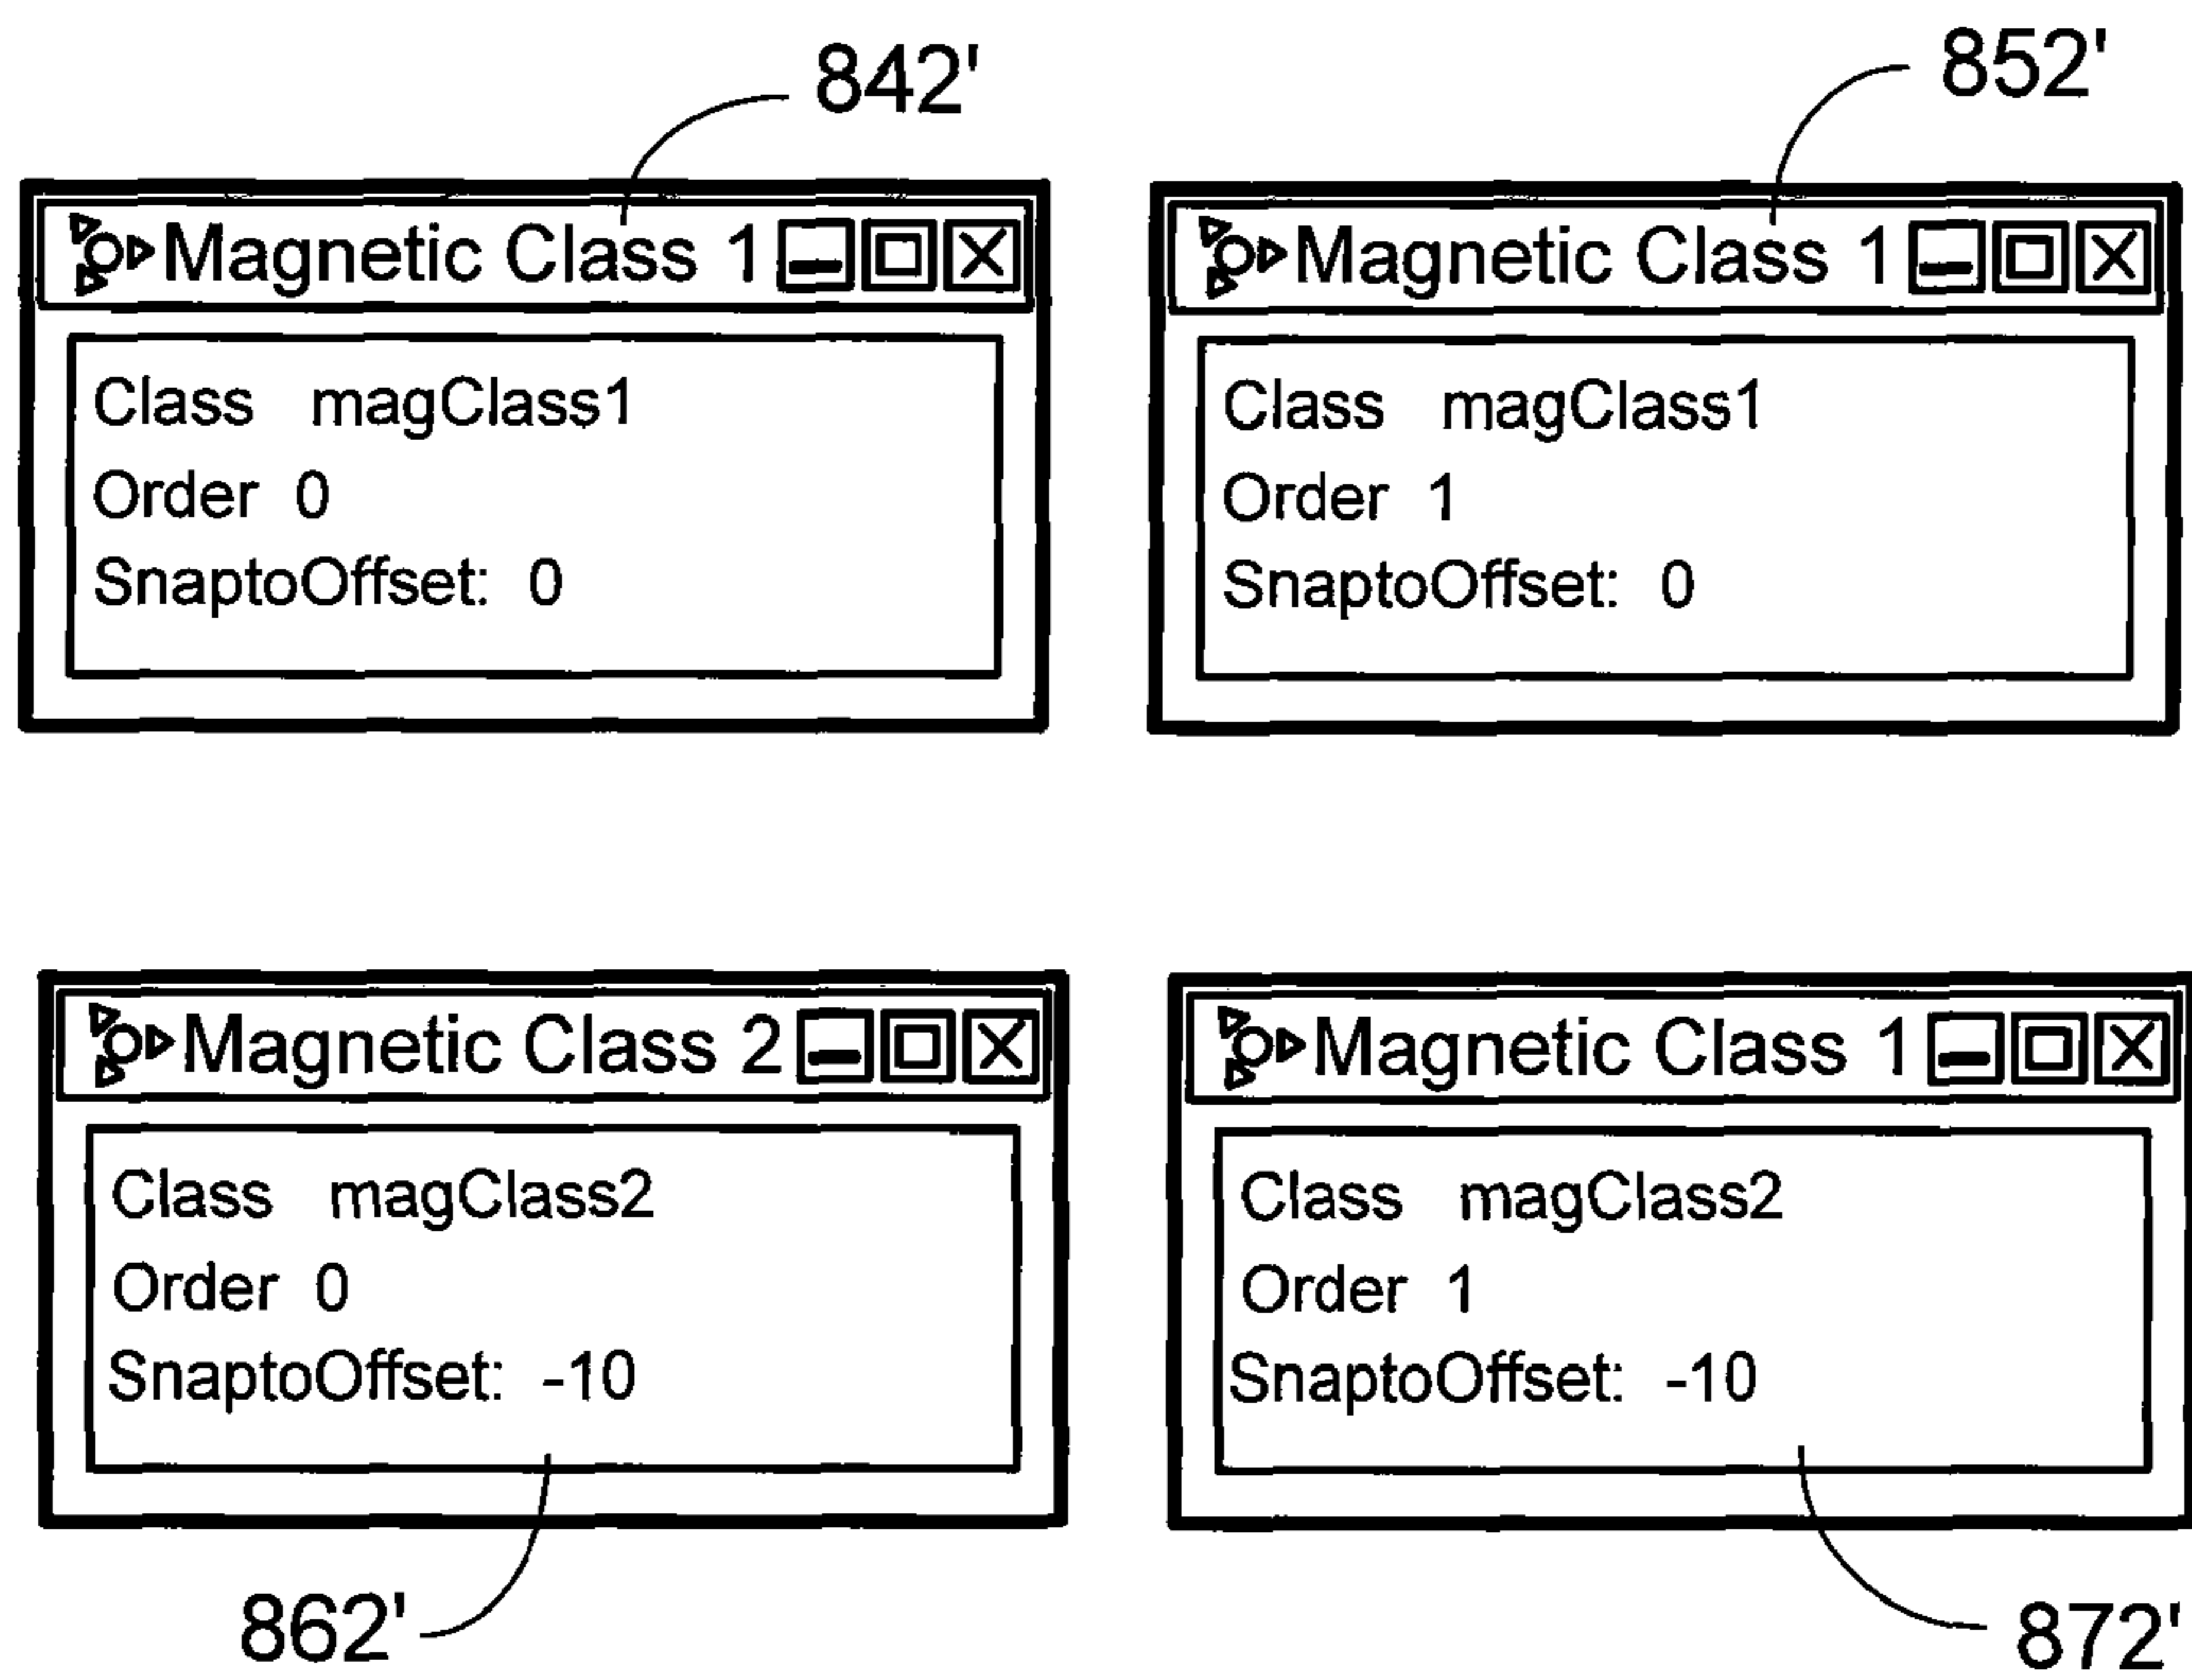 842'
852'
Magnetic Class 1
Class magClass1
Order 0
SnaptoOffset: 0
Magnetic Class 1
Class magClass1
Order 1
SnaptoOffset: 0
Magnetic Class 2
Class magClass2
Order 0
SnaptoOffset: -10
Magnetic Class 1
Class magClass2
Order 1
SnaptoOffset: -10
862'
872'